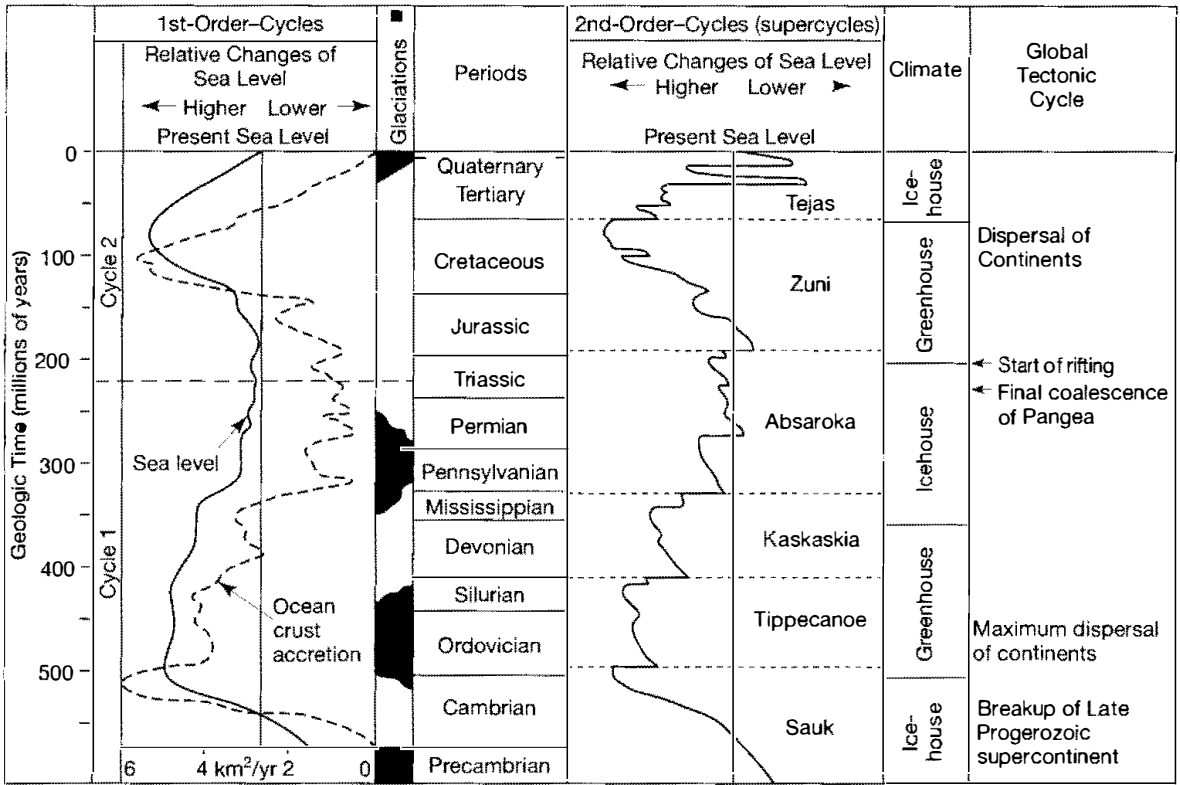 1st-Order–Cycles
Relative Changes of
Sea Level
Higher Lower
Present Sea Level
Glaciations
Periods
2nd-Order–Cycles (supercycles)
Relative Changes of Sea Level
Higher Lower
Present Sea Level
Climate
Global
Tectonic
Cycle
Geologic Time (millions of years)
0
100
200
300
400
500
Cycle 2
Cycle 1
Sea level
Ocean
crust
accretion
6 4 km²/yr 2 0
Quaternary
Tertiary
Cretaceous
Jurassic
Triassic
Permian
Pennsylvanian
Mississippian
Devonian
Silurian
Ordovician
Cambrian
Precambrian
Tejas
Zuni
Absaroka
Kaskaskia
Tippecanoe
Sauk
Ice-
house
Greenhouse
Icehouse
Greenhouse
Ice-
house
Dispersal of
Continents
Start of rifting
Final coalescence
of Pangea
Maximum dispersal
of continents
Breakup of Late
Progerozoic
supercontinent